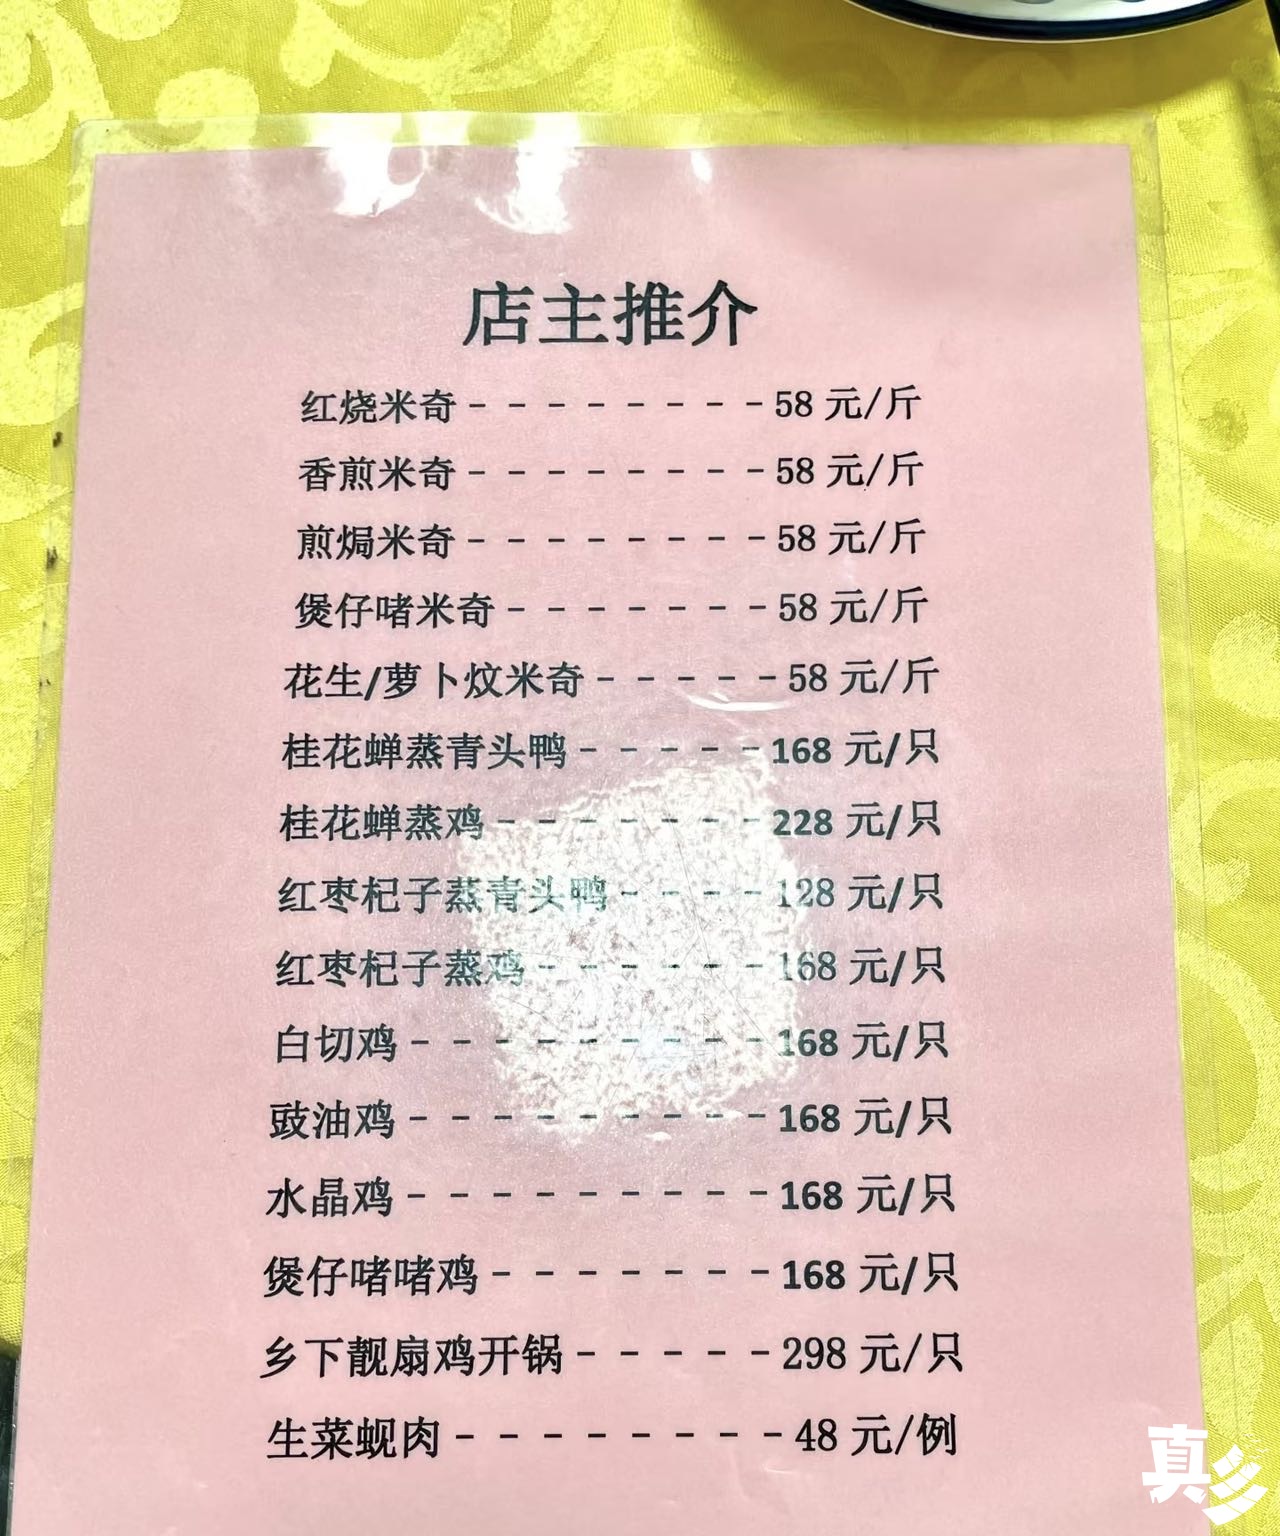 店主推介
红烧米奇--------58 元/斤
香煎米奇--------58 元/斤
煎焗米奇--------58 元/斤
煲仔啫米奇-------58 元/斤
花生/萝卜炆米奇-----58 元/斤
桂花蝉蒸青头鸭-----168 元/只
桂花蝉蒸鸡-------228 元/只
红枣杞子蒸青头鸭----128 元/只
红枣杞子蒸鸡------168 元/只
白切鸡---------168 元/只
豉油鸡---------168 元/只
水晶鸡---------168 元/只
煲仔啫啫鸡-------168 元/只
乡下靓扇鸡开锅-----298 元/只
生菜蚬肉--------48 元/例
真乡